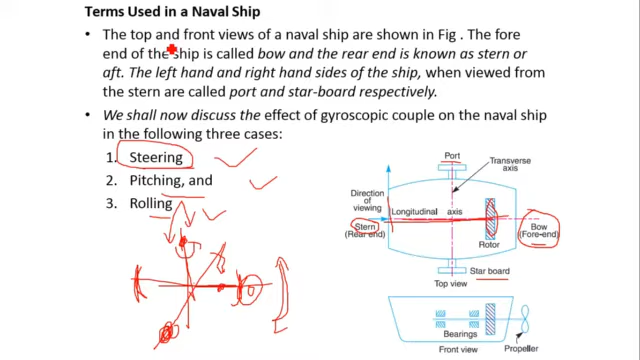 Terms Used in a Naval Ship
• The top and front views of a naval ship are shown in Fig . The fore
end of the ship is called bow and the rear end is known as stern or
aft. The left hand and right hand sides of the ship, when viewed from
the stern are called port and star-board respectively.
• We shall now discuss the effect of gyroscopic couple on the naval ship
in the following three cases:
1. Steering
2. Pitching, and
3. Rolling
Port
Transverse
axis
Direction
of viewing
Longitudinal axis
Stern
(Rear end)
Bow
(Fore-end)
Rotor
Star board
Top view
Bearings
Propeller
Front view